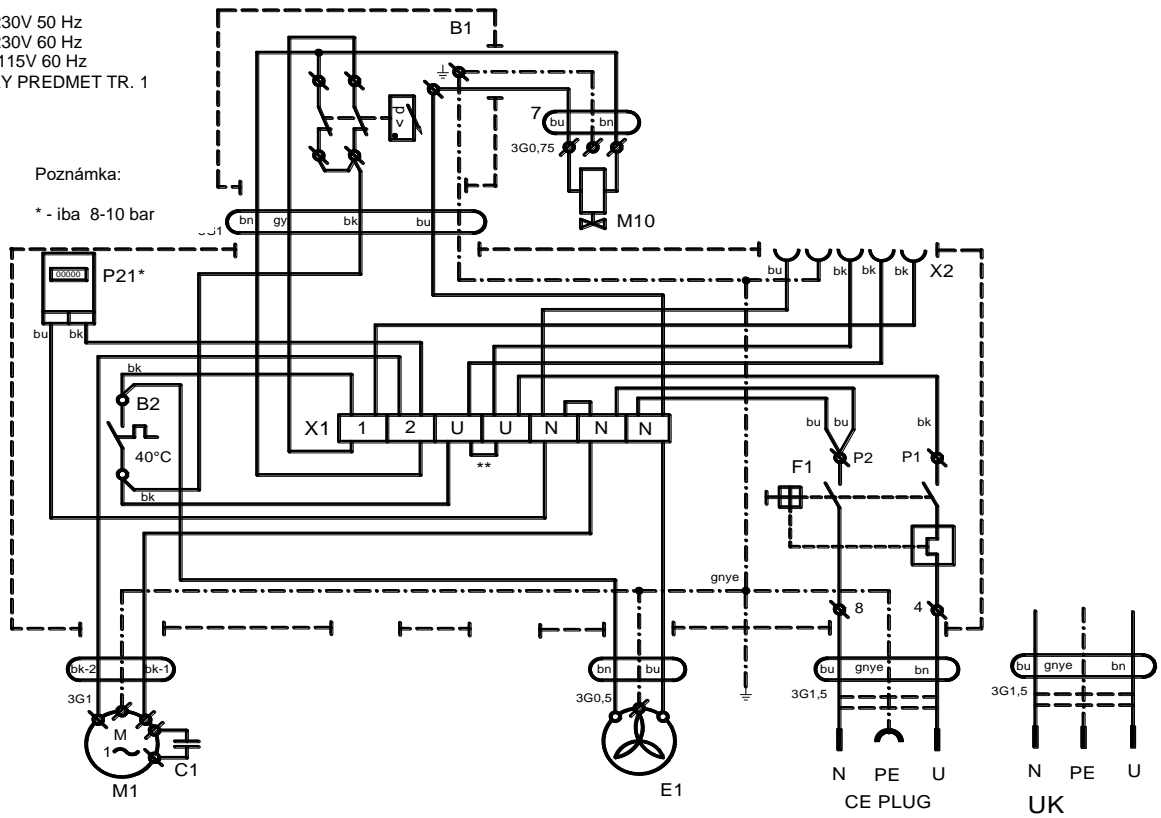 230V 50 Hz
230V 60 Hz
115V 60 Hz
PREDMET TR. 1
Poznámka:
* - iba 8-10 bar
B1
7
bu bn
3G0,75
M10
bn gy bk bu
P21*
00000
bu bk
bu bk bk bk
X2
bk
B2
40°C
bk
X1 1 2 U U N N N
**
bu bu bk
P2 P1
F1
gnye
8 4
bk-2 bk-1
3G1
M
1
C1
M1
bn bu
3G0,5
E1
bu gnye bn
3G1,5
N PE U
CE PLUG
bu gnye bn
3G1,5
N PE U
UK